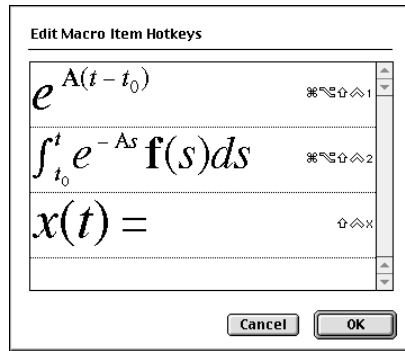 Edit Macro Item Hotkeys
e^{A(t – t_0)} ⌘⌥⇧⌃1
∫_{t_0}^{t} e^{– As} f(s)ds ⌘⌥⇧⌃2
x(t) = ⇧⌃X
Cancel OK